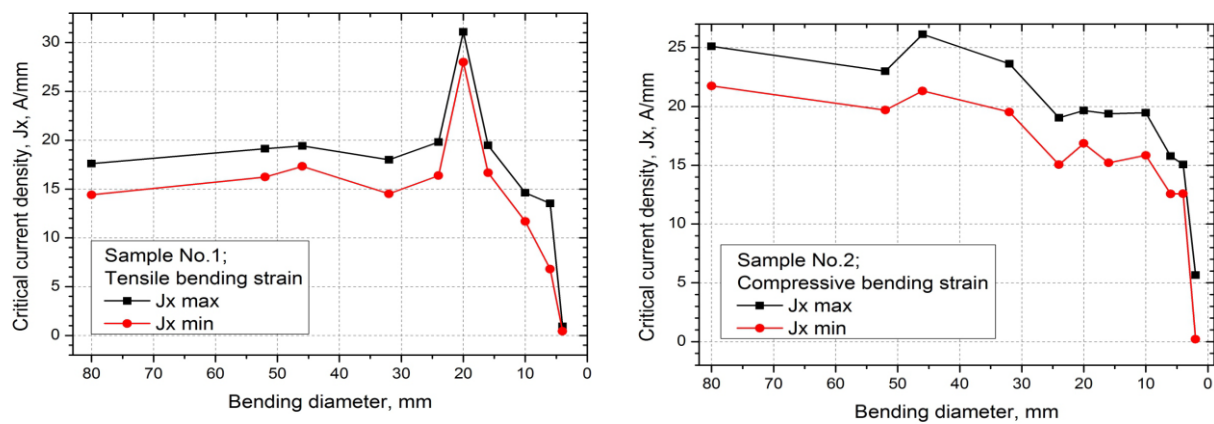 Critical current density, Jx, A/mm
30
25
20
15
10
5
0
Sample No.1;
Tensile bending strain
Jx max
Jx min
80 70 60 50 40 30 20 10 0
Bending diameter, mm
Critical current density, Jx, A/mm
25
20
15
10
5
0
Sample No.2;
Compressive bending strain
Jx max
Jx min
80 70 60 50 40 30 20 10 0
Bending diameter, mm